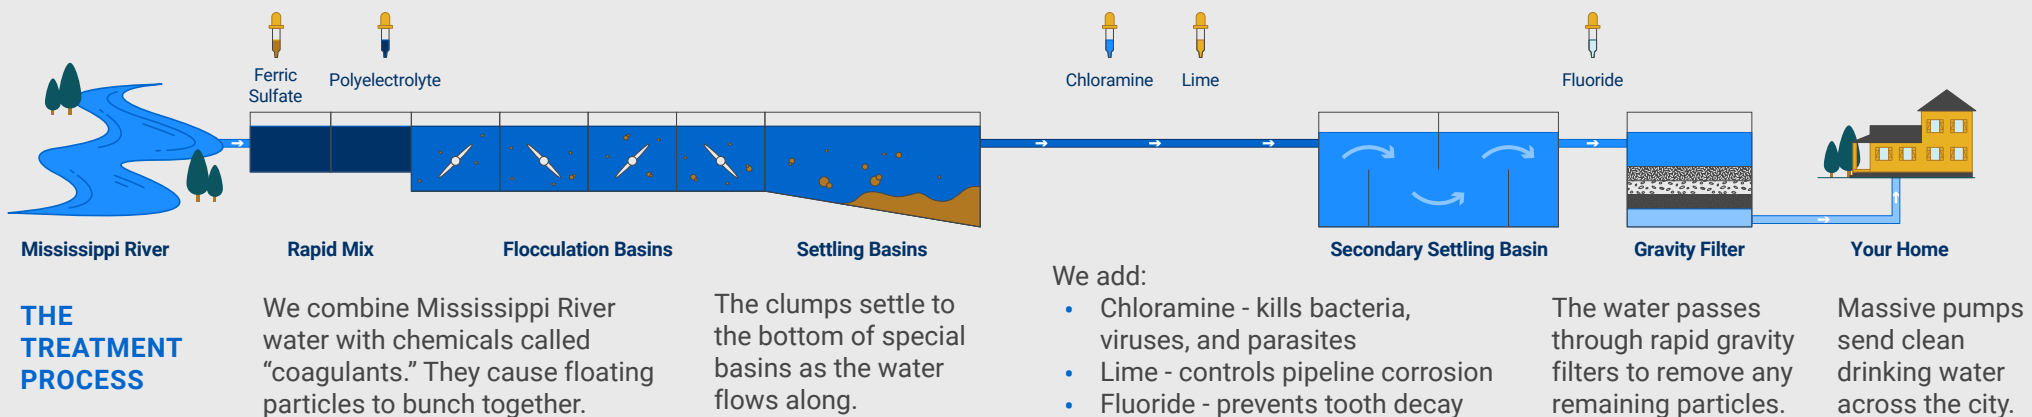 Ferric
Sulfate
Polyelectrolyte
Chloramine
Lime
Fluoride
Mississippi River
Rapid Mix
Flocculation Basins
Settling Basins
Secondary Settling Basin
Gravity Filter
Your Home
THE
TREATMENT
PROCESS
We combine Mississippi River
water with chemicals called
“coagulants.” They cause floating
particles to bunch together.
The clumps settle to
the bottom of special
basins as the water
flows along.
We add:
• Chloramine - kills bacteria,
viruses, and parasites
• Lime - controls pipeline corrosion
• Fluoride - prevents tooth decay
The water passes
through rapid gravity
filters to remove any
remaining particles.
Massive pumps
send clean
drinking water
across the city.